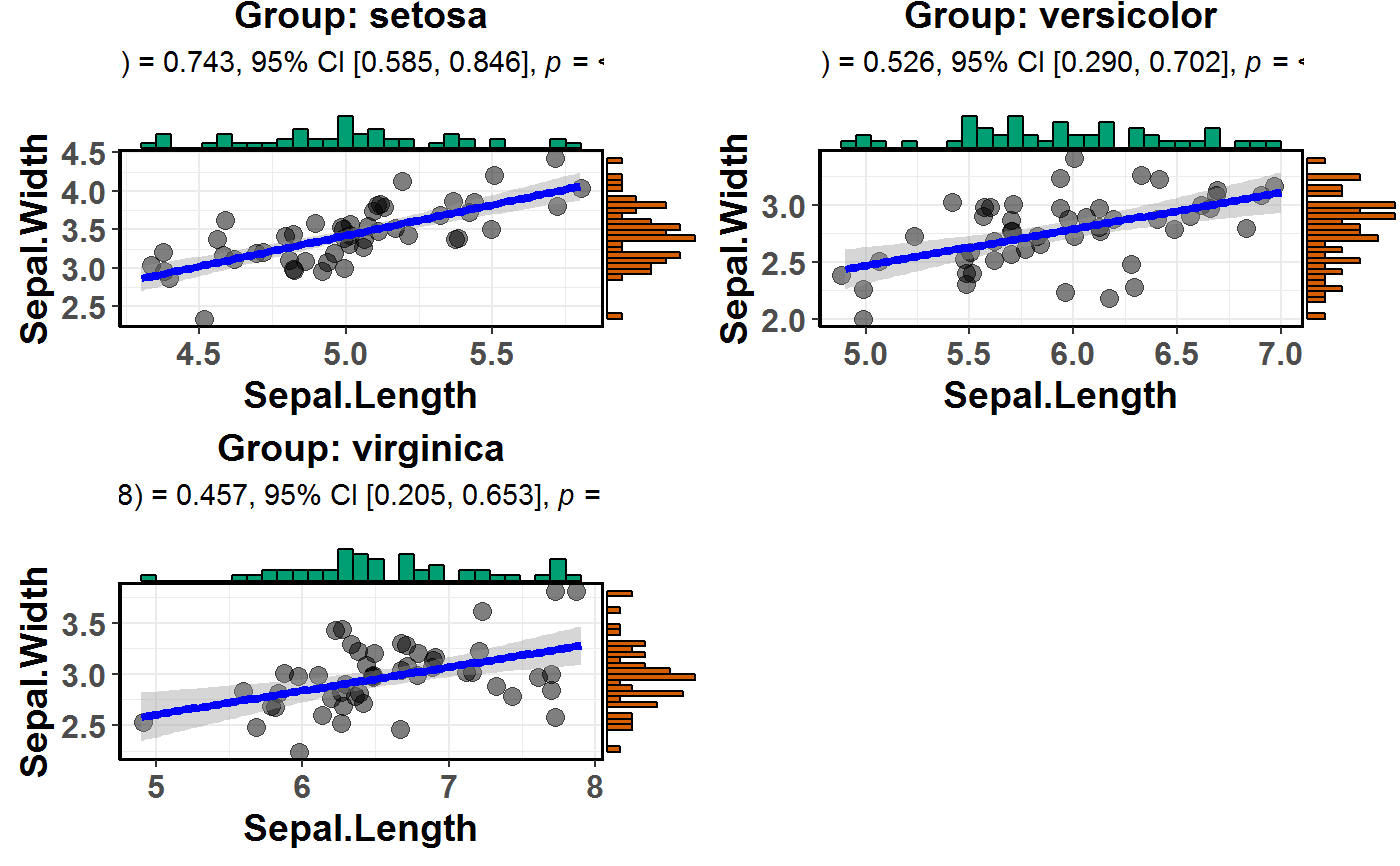 Group: setosa
) = 0.743, 95% CI [0.585, 0.846], p = <
Sepal.Width
4.5
4.0
3.5
3.0
2.5
4.5 5.0 5.5
Sepal.Length
Group: versicolor
) = 0.526, 95% CI [0.290, 0.702], p = <
Sepal.Width
3.0
2.5
2.0
5.0 5.5 6.0 6.5 7.0
Sepal.Length
Group: virginica
8) = 0.457, 95% CI [0.205, 0.653], p =
Sepal.Width
3.5
3.0
2.5
5 6 7 8
Sepal.Length